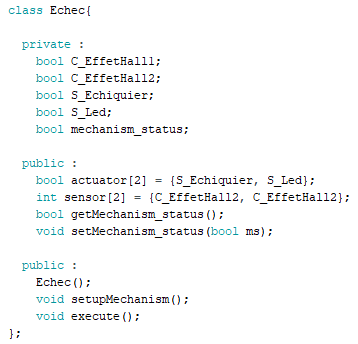 class Echec{
private :
bool C_EffetHall1;
bool C_EffetHall2;
bool S_Echiquier;
bool S_Led;
bool mechanism_status;
public :
bool actuator[2] = {S_Echiquier, S_Led};
int sensor[2] = {C_EffetHall2, C_EffetHall2};
bool getMechanism_status();
void setMechanism_status(bool ms);
public :
Echec();
void setupMechanism();
void execute();
};